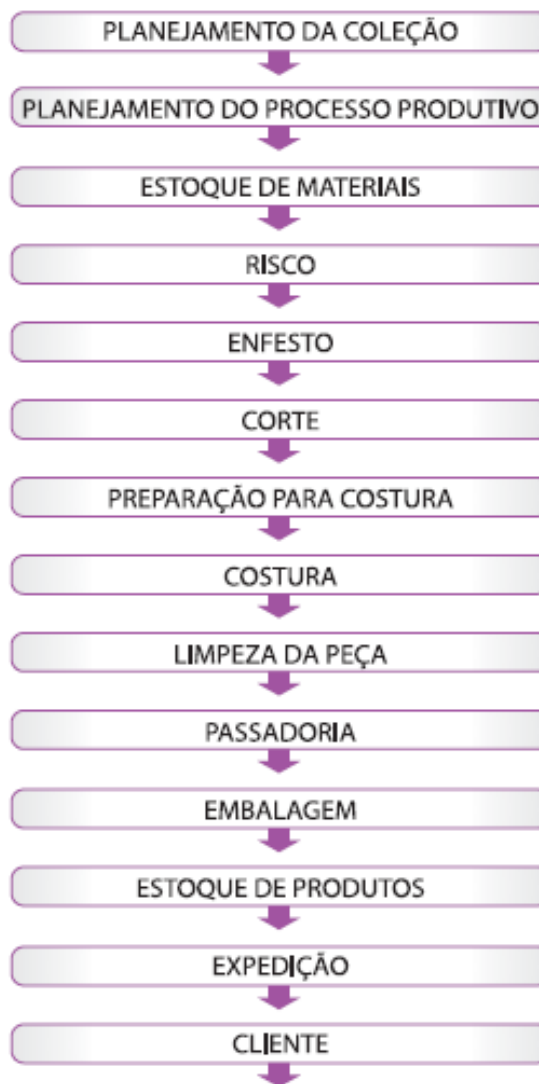 PLANEJAMENTO DA COLEÇÃO
PLANEJAMENTO DO PROCESSO PRODUTIVO
ESTOQUE DE MATERIAIS
RISCO
ENFESTO
CORTE
PREPARAÇÃO PARA COSTURA
COSTURA
LIMPEZA DA PEÇA
PASSADORIA
EMBALAGEM
ESTOQUE DE PRODUTOS
EXPEDIÇÃO
CLIENTE